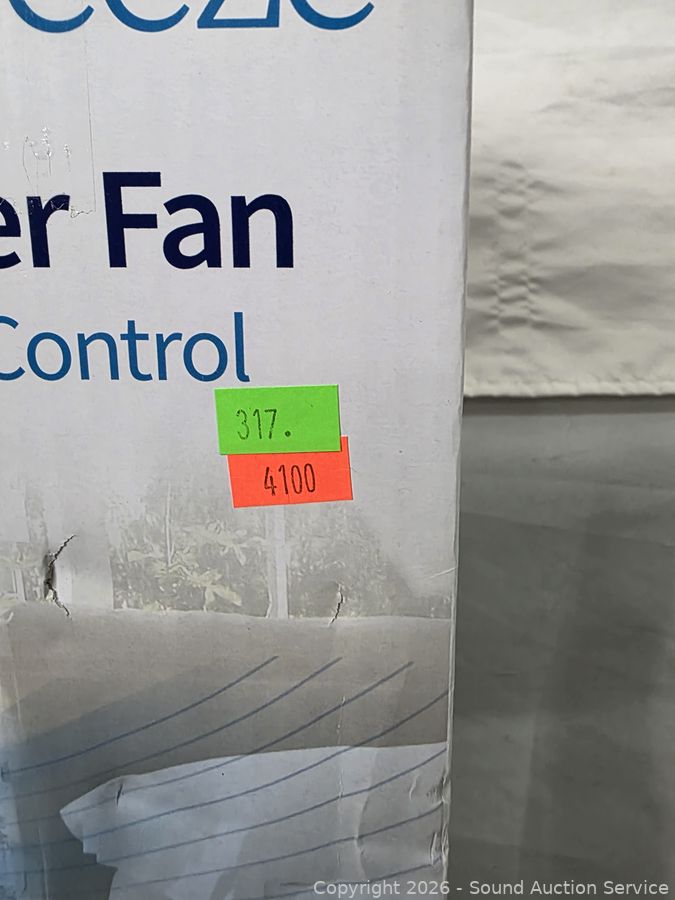 eeze
er Fan
Control
317.
4100
Copyright 2026 - Sound Auction Service